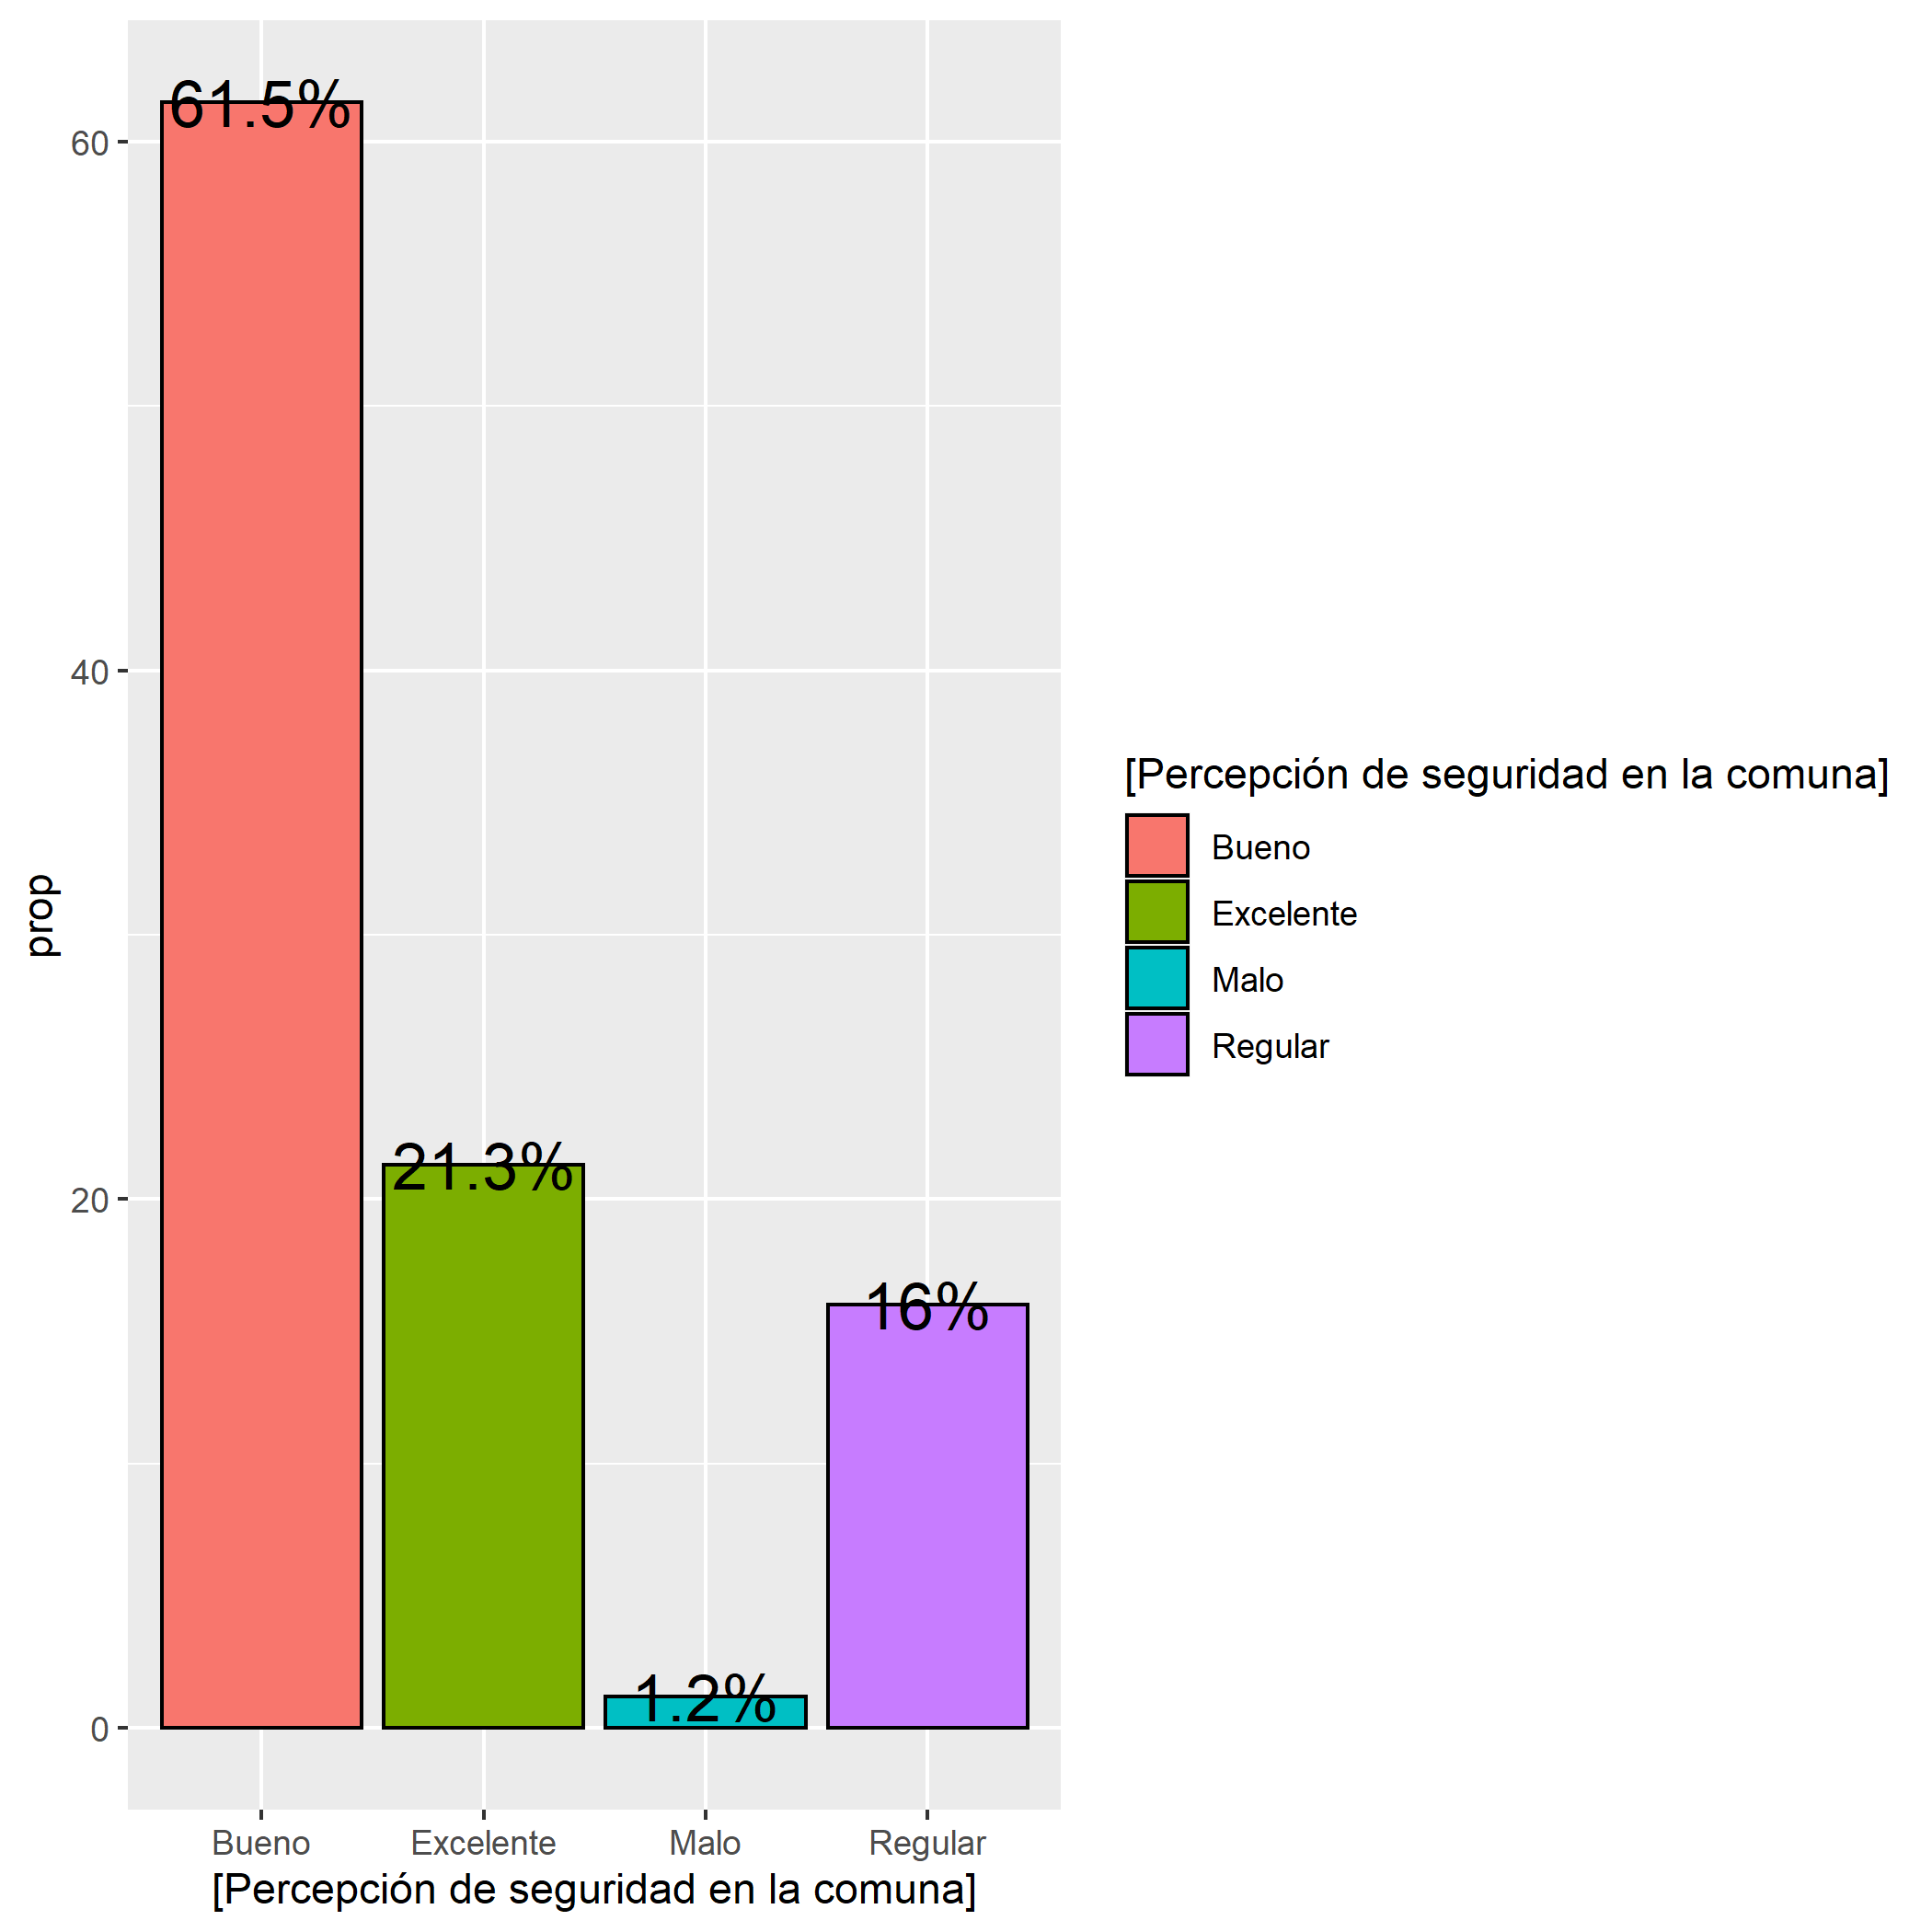 61.5%
21.3%
1.2%
16%
60
40
20
0
prop
Bueno
Excelente
Malo
Regular
[Percepción de seguridad en la comuna]
[Percepción de seguridad en la comuna]
Bueno
Excelente
Malo
Regular